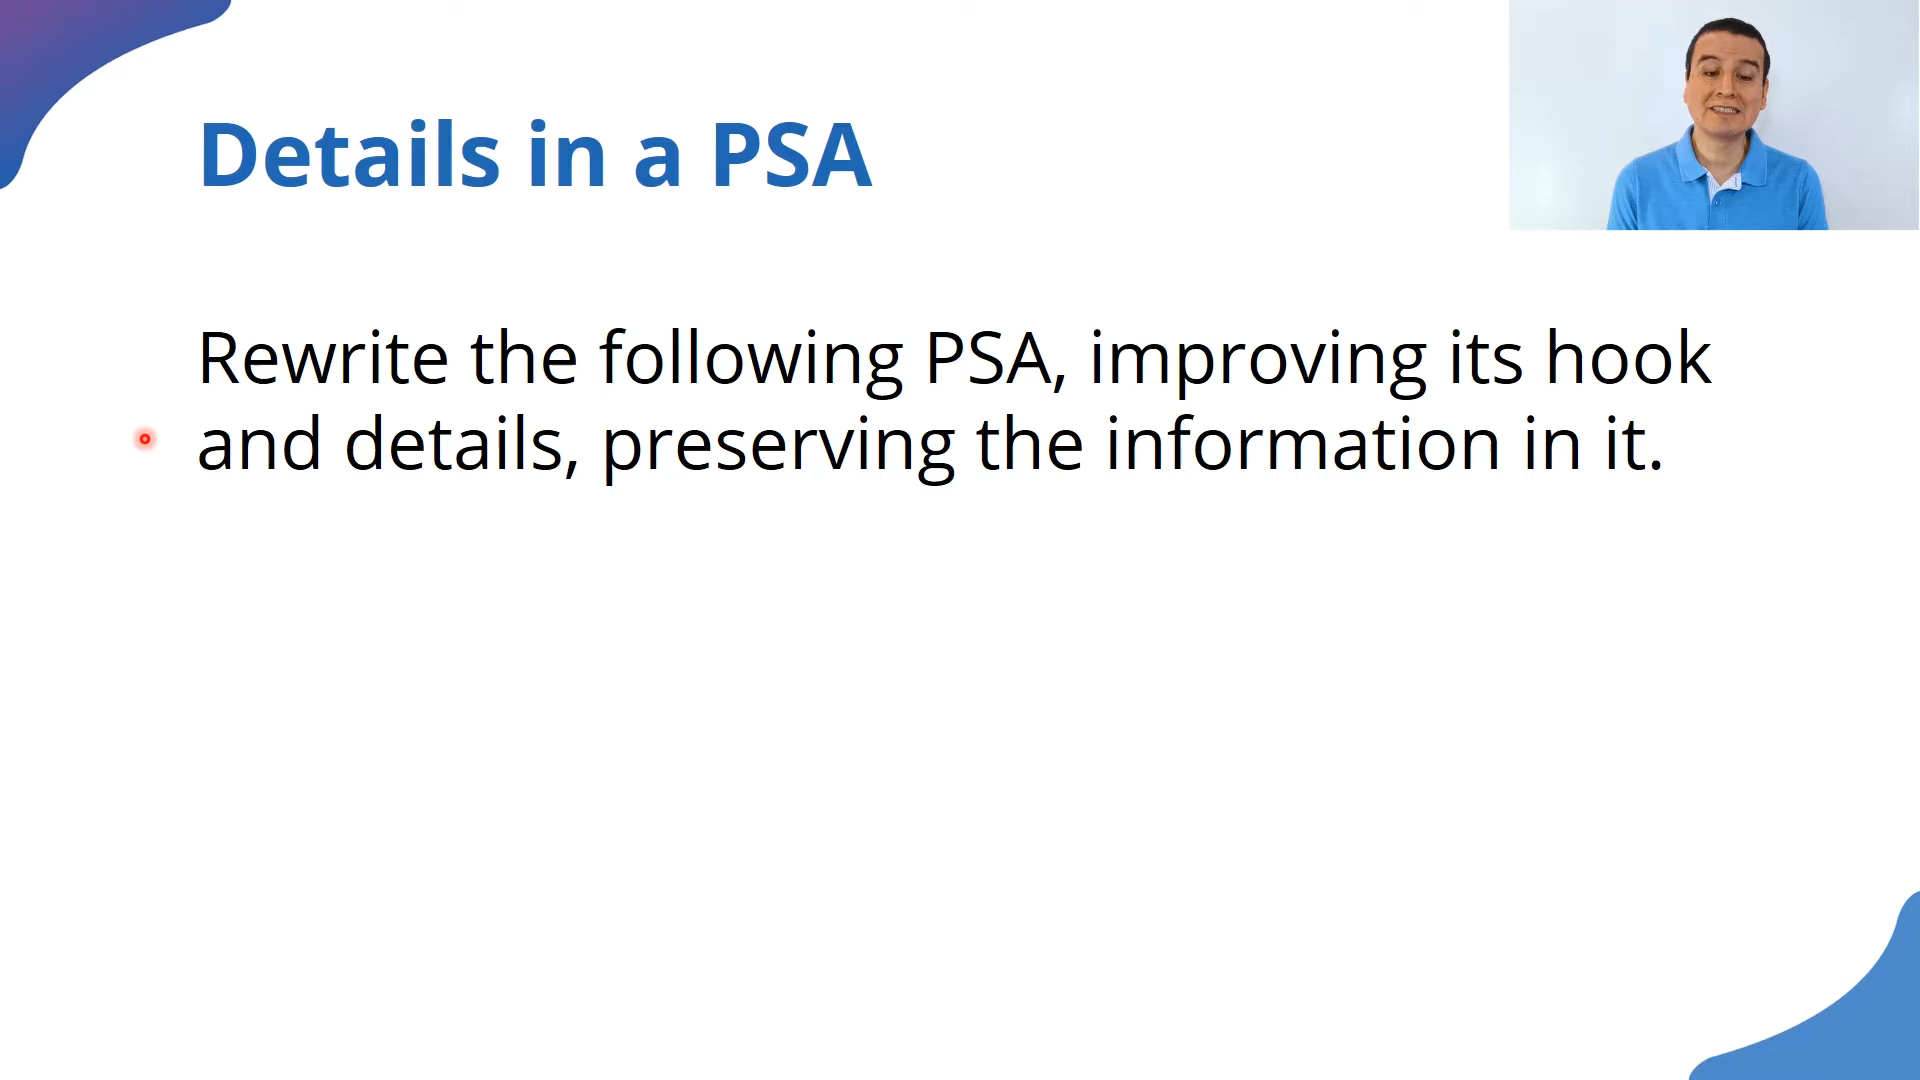 Details in a PSA
Rewrite the following PSA, improving its hook
and details, preserving the information in it.